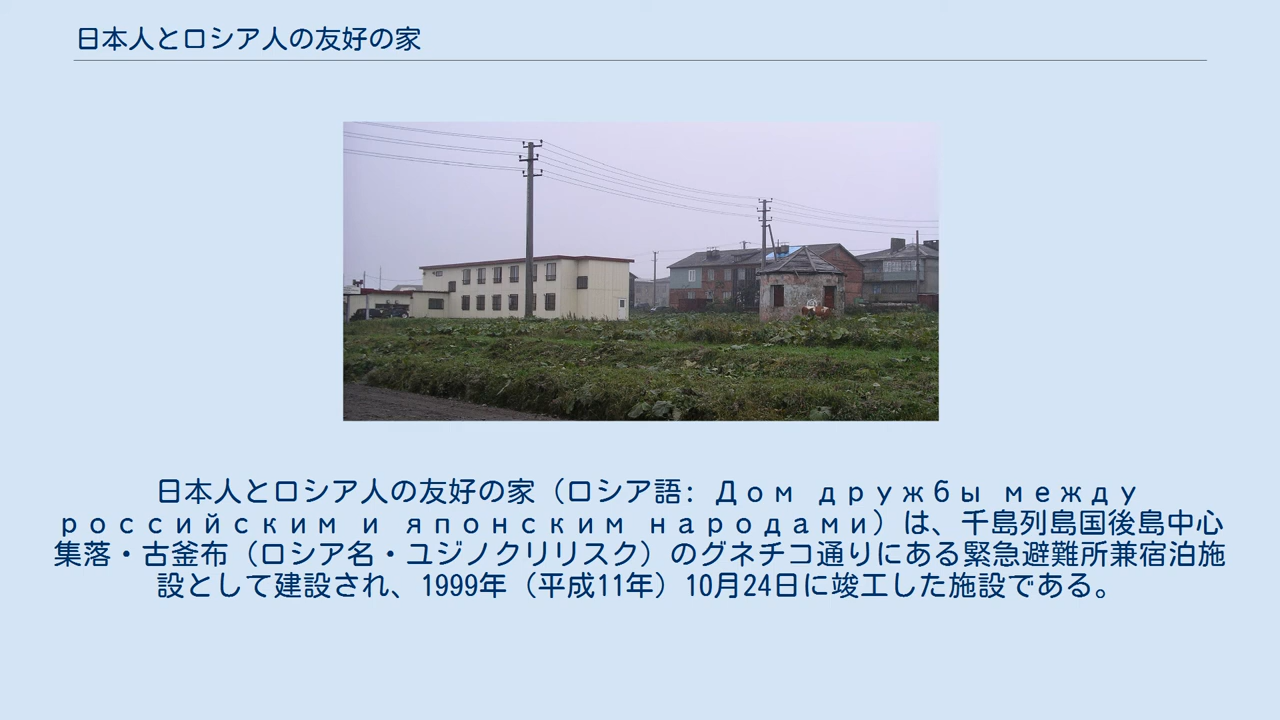 日本人とロシア人の友好の家
日本人とロシア人の友好の家（ロシア語: Дом дружбы между
российским и японским народами）は、千島列島国後島中心
集落・古釜布（ロシア名・ユジノクリリスク）のグネチコ通りにある緊急避難所兼宿泊施
設として建設され、1999年（平成11年）10月24日に竣工した施設である。